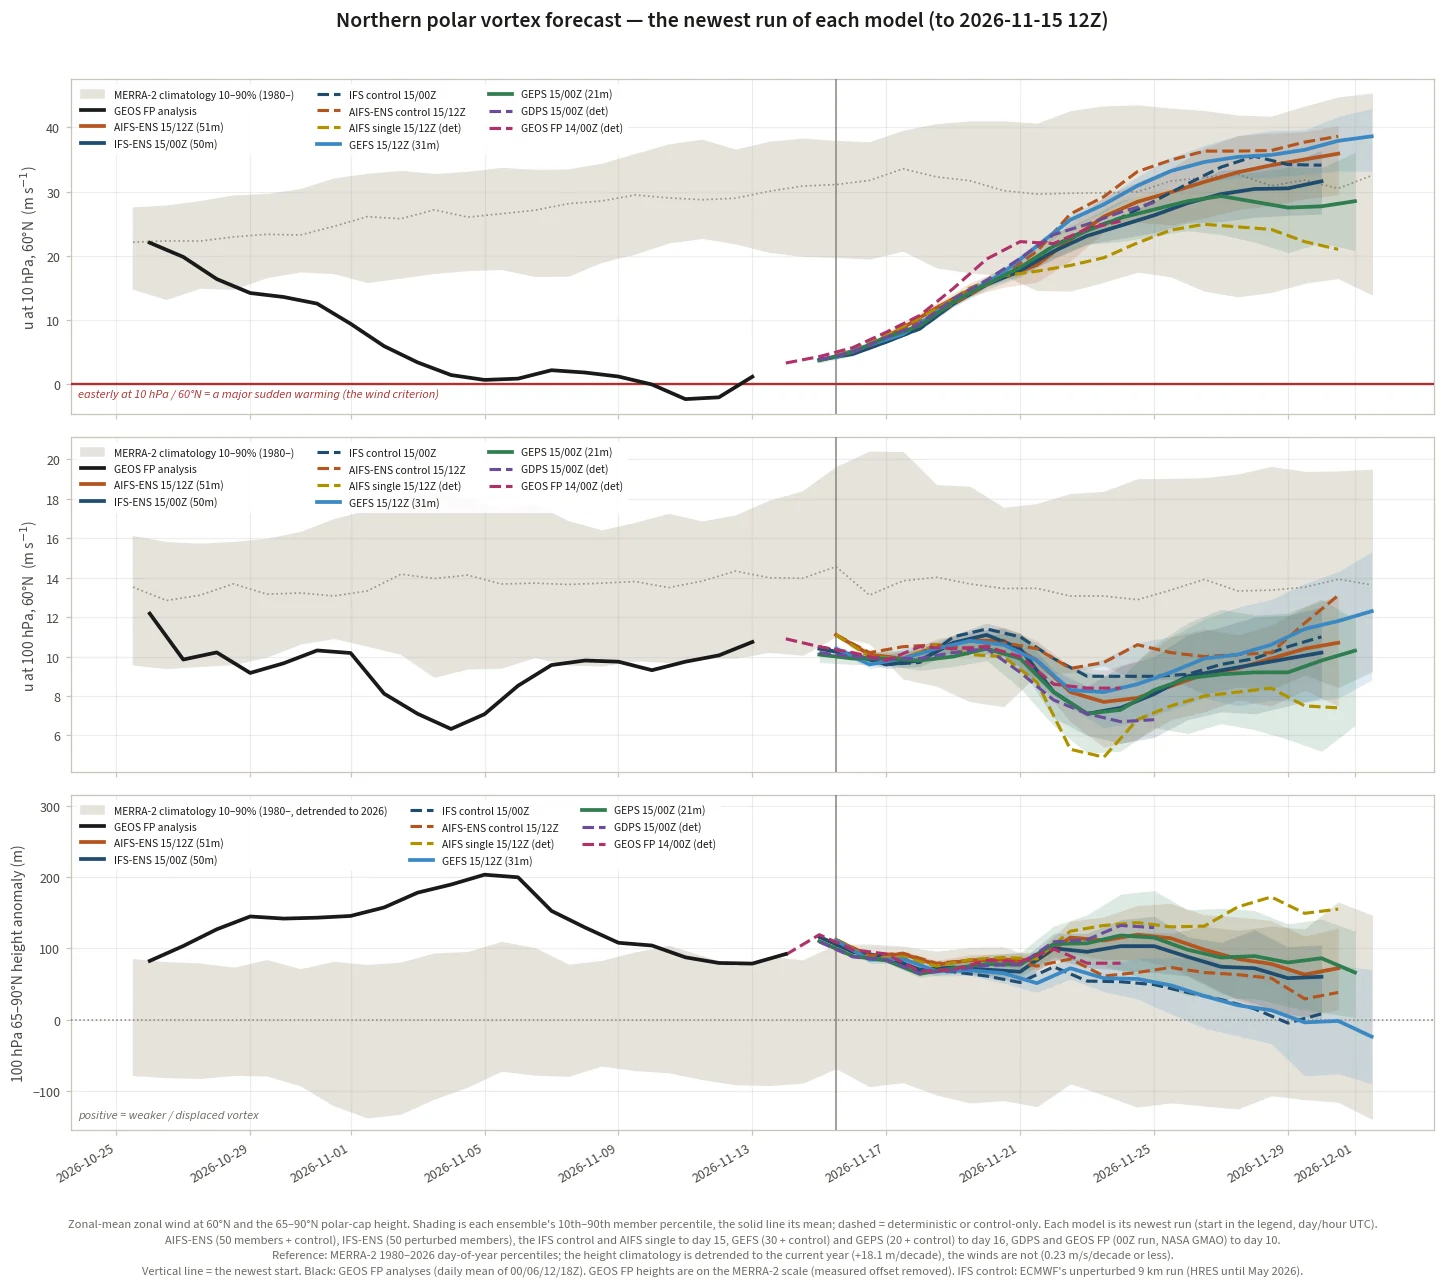 Northern polar vortex forecast — the newest run of each model (to 2026-11-15 12Z)
MERRA-2 climatology 10–90% (1980–)
GEOS FP analysis
AIFS-ENS 15/12Z (51m)
IFS-ENS 15/00Z (50m)
IFS control 15/00Z
AIFS-ENS control 15/12Z
AIFS single 15/12Z (det)
GEFS 15/12Z (31m)
GEPS 15/00Z (21m)
GDPS 15/00Z (det)
GEOS FP 14/00Z (det)
u at 10 hPa, 60°N (m s⁻¹)
40
30
20
10
0
easterly at 10 hPa / 60°N = a major sudden warming (the wind criterion)
MERRA-2 climatology 10–90% (1980–)
GEOS FP analysis
AIFS-ENS 15/12Z (51m)
IFS-ENS 15/00Z (50m)
IFS control 15/00Z
AIFS-ENS control 15/12Z
AIFS single 15/12Z (det)
GEFS 15/12Z (31m)
GEPS 15/00Z (21m)
GDPS 15/00Z (det)
GEOS FP 14/00Z (det)
u at 100 hPa, 60°N (m s⁻¹)
20
18
16
14
12
10
8
6
MERRA-2 climatology 10–90% (1980–, detrended to 2026)
GEOS FP analysis
AIFS-ENS 15/12Z (51m)
IFS-ENS 15/00Z (50m)
IFS control 15/00Z
AIFS-ENS control 15/12Z
AIFS single 15/12Z (det)
GEFS 15/12Z (31m)
GEPS 15/00Z (21m)
GDPS 15/00Z (det)
GEOS FP 14/00Z (det)
100 hPa 65–90°N height anomaly (m)
300
200
100
0
−100
positive = weaker / displaced vortex
2026-10-25
2026-10-29
2026-11-01
2026-11-05
2026-11-09
2026-11-13
2026-11-17
2026-11-21
2026-11-25
2026-11-29
2026-12-01
Zonal-mean zonal wind at 60°N and the 65–90°N polar-cap height. Shading is each ensemble's 10th–90th member percentile, the solid line its mean; dashed = deterministic or control-only. Each model is its newest run (start in the legend, day/hour UTC).
AIFS-ENS (50 members + control), IFS-ENS (50 perturbed members), the IFS control and AIFS single to day 15, GEFS (30 + control) and GEPS (20 + control) to day 16, GDPS and GEOS FP (00Z run, NASA GMAO) to day 10.
Reference: MERRA-2 1980–2026 day-of-year percentiles; the height climatology is detrended to the current year (+18.1 m/decade), the winds are not (0.23 m/s/decade or less).
Vertical line = the newest start. Black: GEOS FP analyses (daily mean of 00/06/12/18Z). GEOS FP heights are on the MERRA-2 scale (measured offset removed). IFS control: ECMWF's unperturbed 9 km run (HRES until May 2026).